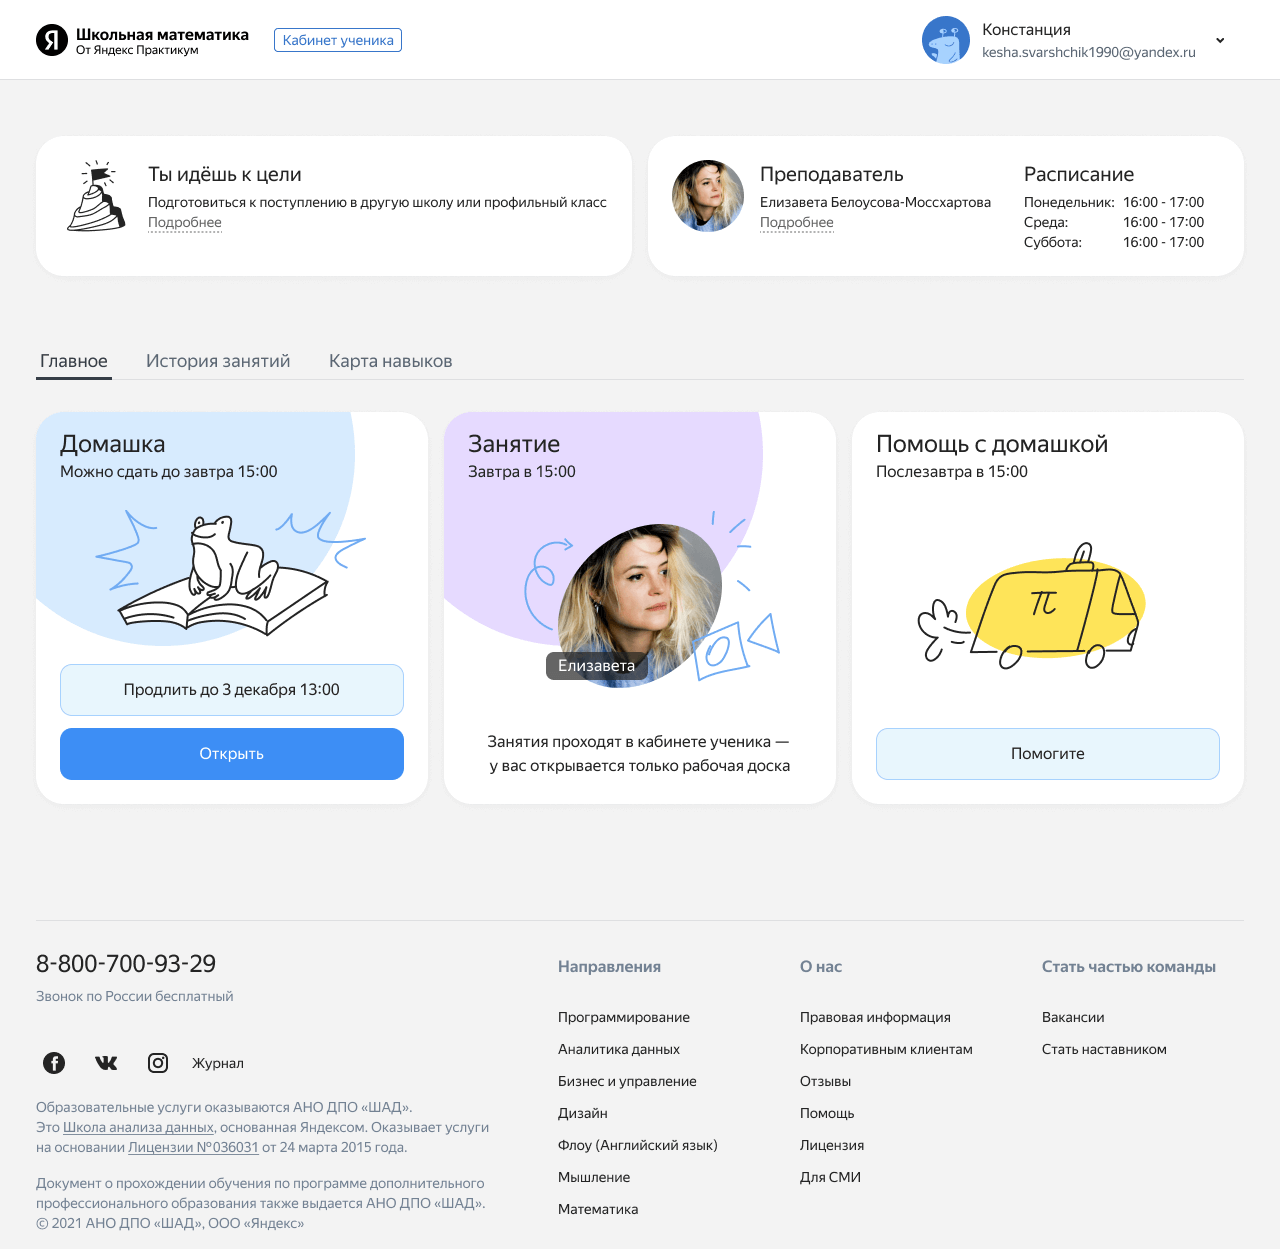 Школьная математика
От Яндекс Практикум
Кабинет ученика
Констанция
kesha.svarshchik1990@yandex.ru
Ты идёшь к цели
Подготовиться к поступлению в другую школу или профильный класс
Подробнее
Преподаватель
Елизавета Белоусова-Моссхартова
Подробнее
Расписание
Понедельник: 16:00 - 17:00
Среда: 16:00 - 17:00
Суббота: 16:00 - 17:00
Главное
История занятий
Карта навыков
Домашка
Можно сдать до завтра 15:00
Продлить до 3 декабря 13:00
Открыть
Занятие
Завтра в 15:00
Елизавета
Занятия проходят в кабинете ученика —
у вас открывается только рабочая доска
Помощь с домашкой
Послезавтра в 15:00
π
Помогите
8-800-700-93-29
Звонок по России бесплатный
Журнал
Образовательные услуги оказываются АНО ДПО «ШАД».
Это Школа анализа данных, основанная Яндексом. Оказывает услуги
на основании Лицензии №036031 от 24 марта 2015 года.
Документ о прохождении обучения по программе дополнительного
профессионального образования также выдается АНО ДПО «ШАД».
© 2021 АНО ДПО «ШАД», ООО «Яндекс»
Направления
Программирование
Аналитика данных
Бизнес и управление
Дизайн
Флоу (Английский язык)
Мышление
Математика
О нас
Правовая информация
Корпоративным клиентам
Отзывы
Помощь
Лицензия
Для СМИ
Стать частью команды
Вакансии
Стать наставником